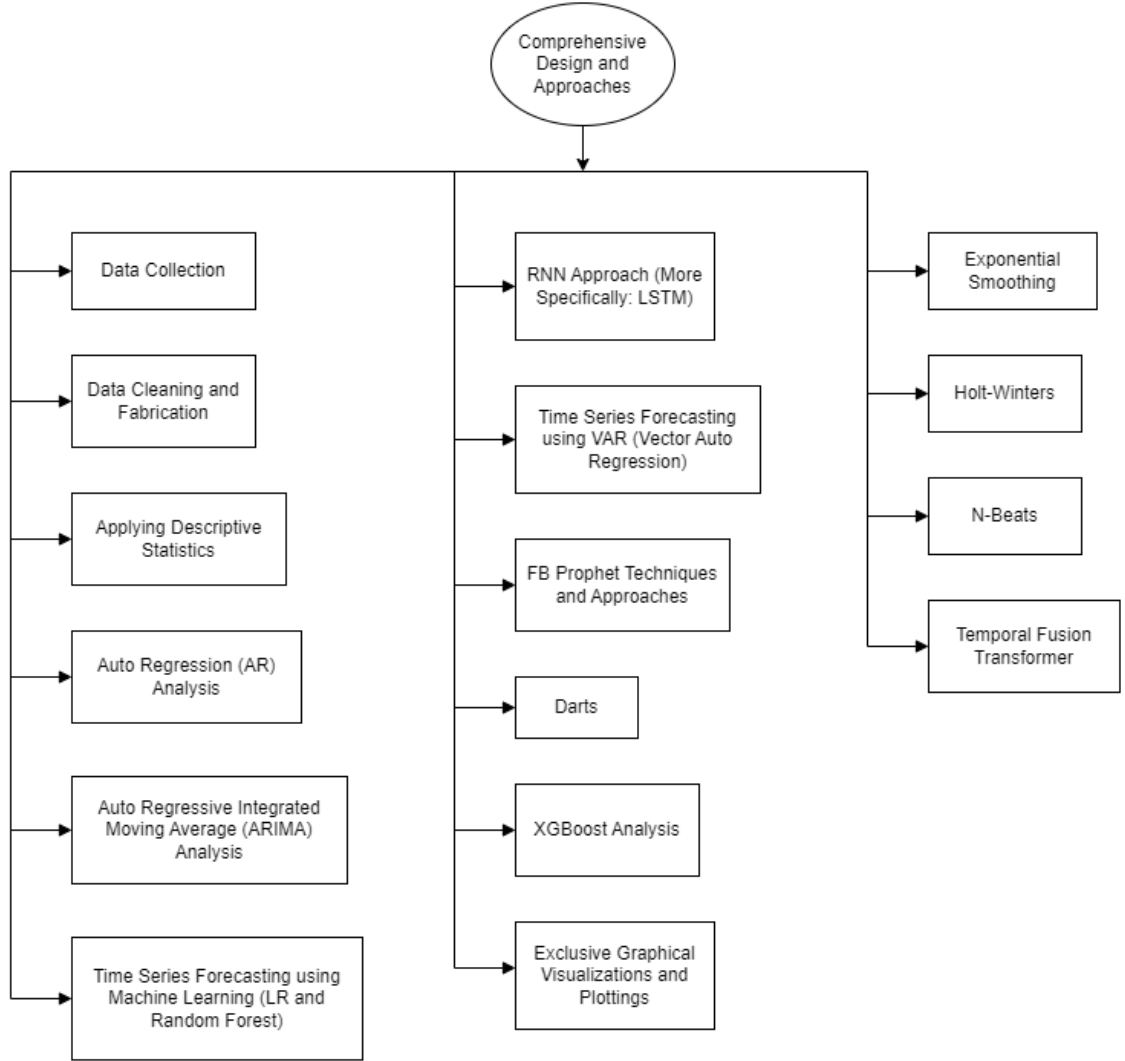 Comprehensive
Design and
Approaches
Data Collection
Data Cleaning and
Fabrication
Applying Descriptive
Statistics
Auto Regression (AR)
Analysis
Auto Regressive Integrated
Moving Average (ARIMA)
Analysis
Time Series Forecasting using
Machine Learning (LR and
Random Forest)
RNN Approach (More
Specifically: LSTM)
Time Series Forecasting
using VAR (Vector Auto
Regression)
FB Prophet Techniques
and Approaches
Darts
XGBoost Analysis
Exclusive Graphical
Visualizations and
Plottings
Exponential
Smoothing
Holt-Winters
N-Beats
Temporal Fusion
Transformer